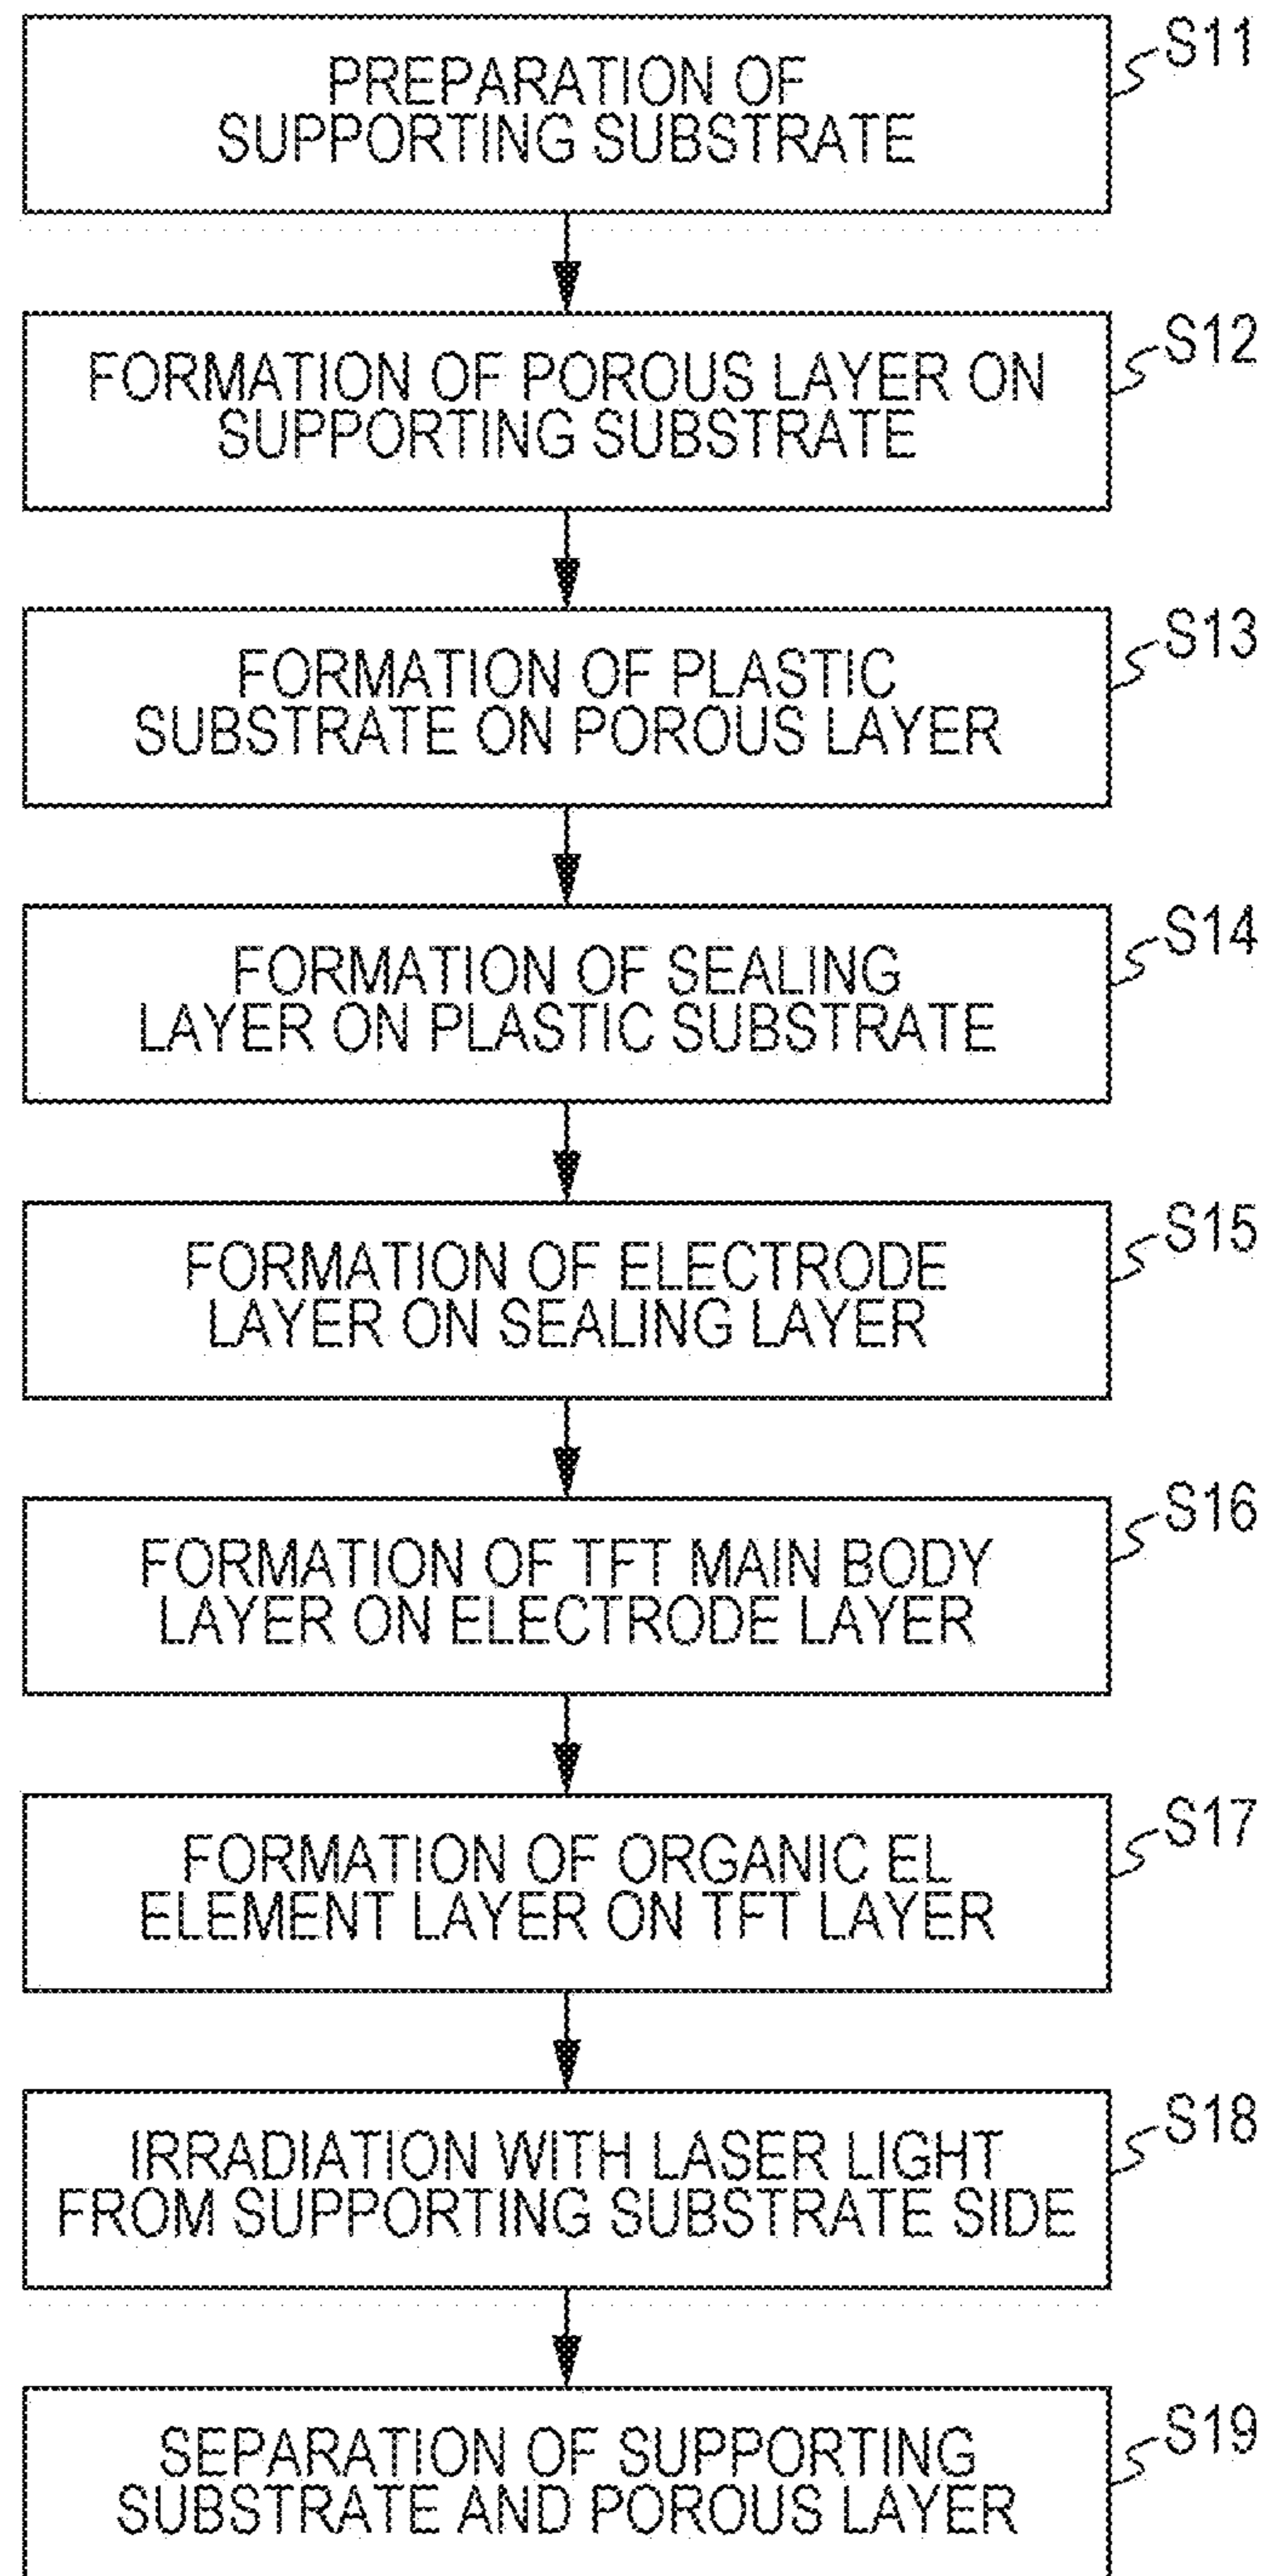 S11
PREPARATION OF
SUPPORTING SUBSTRATE
S12
FORMATION OF POROUS LAYER ON
SUPPORTING SUBSTRATE
S13
FORMATION OF PLASTIC
SUBSTRATE ON POROUS LAYER
S14
FORMATION OF SEALING
LAYER ON PLASTIC SUBSTRATE
S15
FORMATION OF ELECTRODE
LAYER ON SEALING LAYER
S16
FORMATION OF TFT MAIN BODY
LAYER ON ELECTRODE LAYER
S17
FORMATION OF ORGANIC EL
ELEMENT LAYER ON TFT LAYER
S18
IRRADIATION WITH LASER LIGHT
FROM SUPPORTING SUBSTRATE SIDE
S19
SEPARATION OF SUPPORTING
SUBSTRATE AND POROUS LAYER